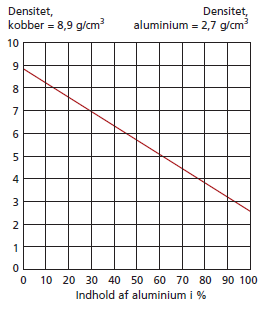 Densitet,
kobber = 8,9 g/cm³
Densitet,
aluminium = 2,7 g/cm³
10
9
8
7
6
5
4
3
2
1
0
0 10 20 30 40 50 60 70 80 90 100
Indhold af aluminium i %